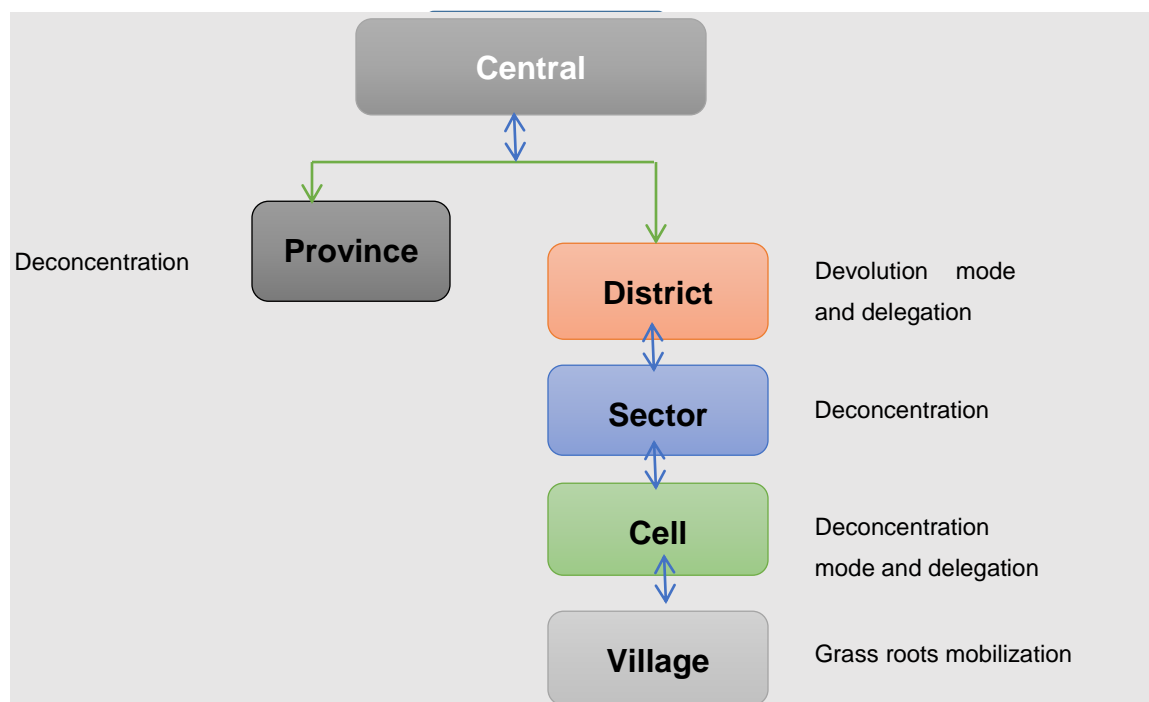 Central
Province
Deconcentration
District
Devolution mode
and delegation
Sector
Deconcentration
Cell
Deconcentration
mode and delegation
Village
Grass roots mobilization